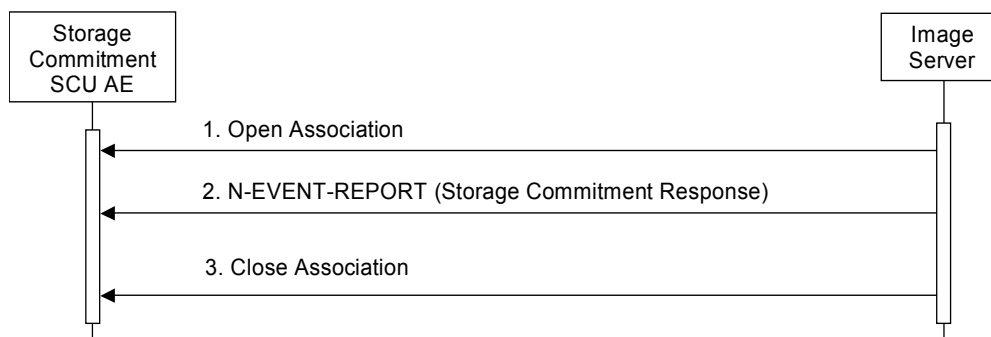 Storage
Commitment
SCU AE
Image
Server
1. Open Association
2. N-EVENT-REPORT (Storage Commitment Response)
3. Close Association